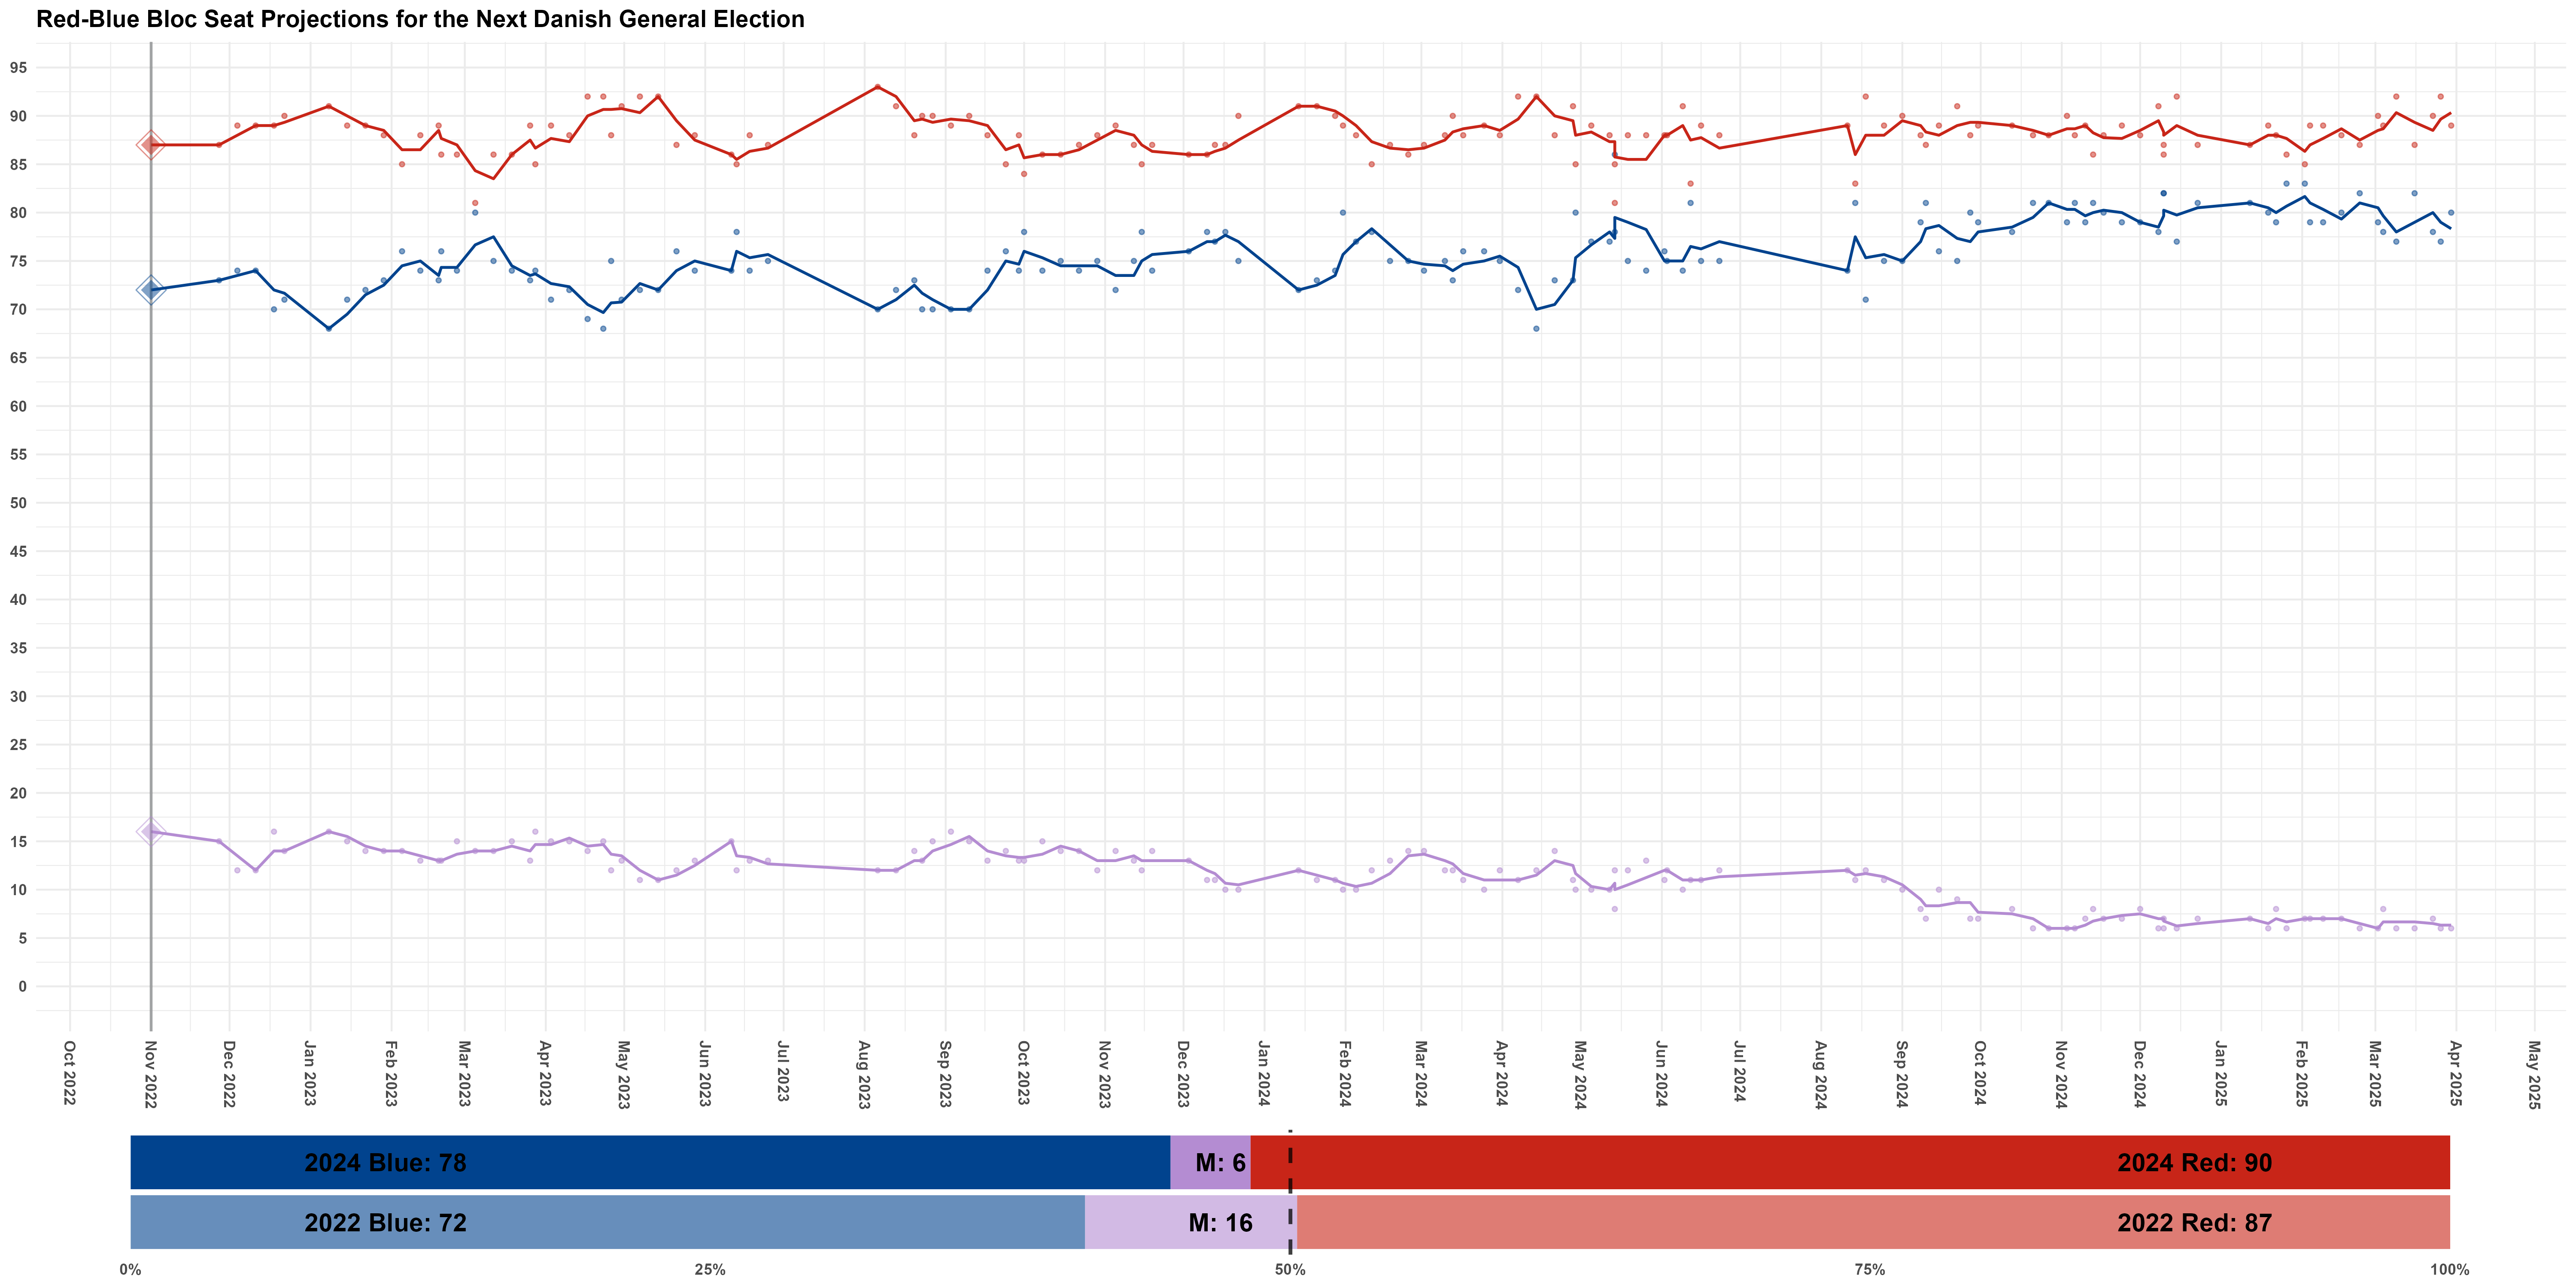 Red-Blue Bloc Seat Projections for the Next Danish General Election
95
90
85
80
75
70
65
60
55
50
45
40
35
30
25
20
15
10
5
0
Oct 2022
Nov 2022
Dec 2022
Jan 2023
Feb 2023
Mar 2023
Apr 2023
May 2023
Jun 2023
Jul 2023
Aug 2023
Sep 2023
Oct 2023
Nov 2023
Dec 2023
Jan 2024
Feb 2024
Mar 2024
Apr 2024
May 2024
Jun 2024
Jul 2024
Aug 2024
Sep 2024
Oct 2024
Nov 2024
Dec 2024
Jan 2025
Feb 2025
Mar 2025
Apr 2025
May 2025
2024 Blue: 78 M: 6 2024 Red: 90
2022 Blue: 72 M: 16 2022 Red: 87
0% 25% 50% 75% 100%